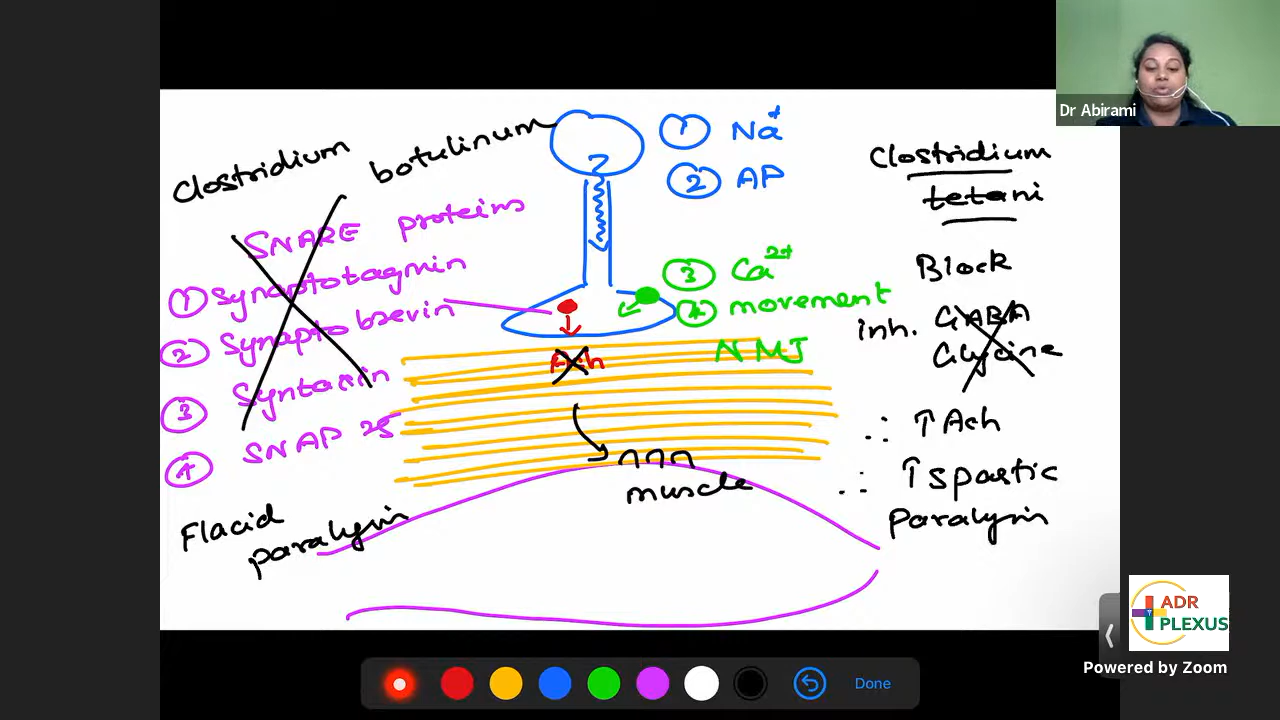 Dr Abirami
Clostridium botulinum
SNARE proteins
① Synaptotagmin
② Synaptobrevin
③ Syntaxin
④ SNAP 25
Flacid
paralysis
① Na+
② AP
③ Ca2+
④ movement
NMJ
Ach
muscle
Clostridium
tetani
Block
inh. GABA
Glycine
∴ ↑Ach
∴ ↑spastic
Paralysis
ADR
PLEXUS
Powered by Zoom
Done